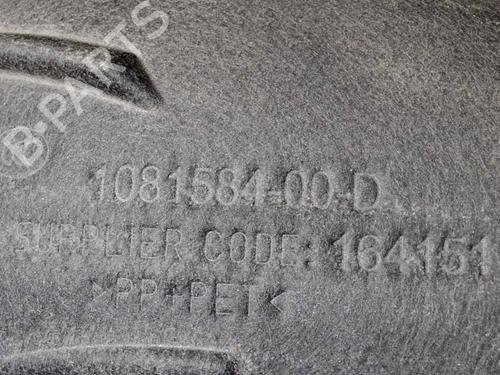 B-PARTS
1081584-00-D
SUPPLIER CODE: 164151
>PP+PET<